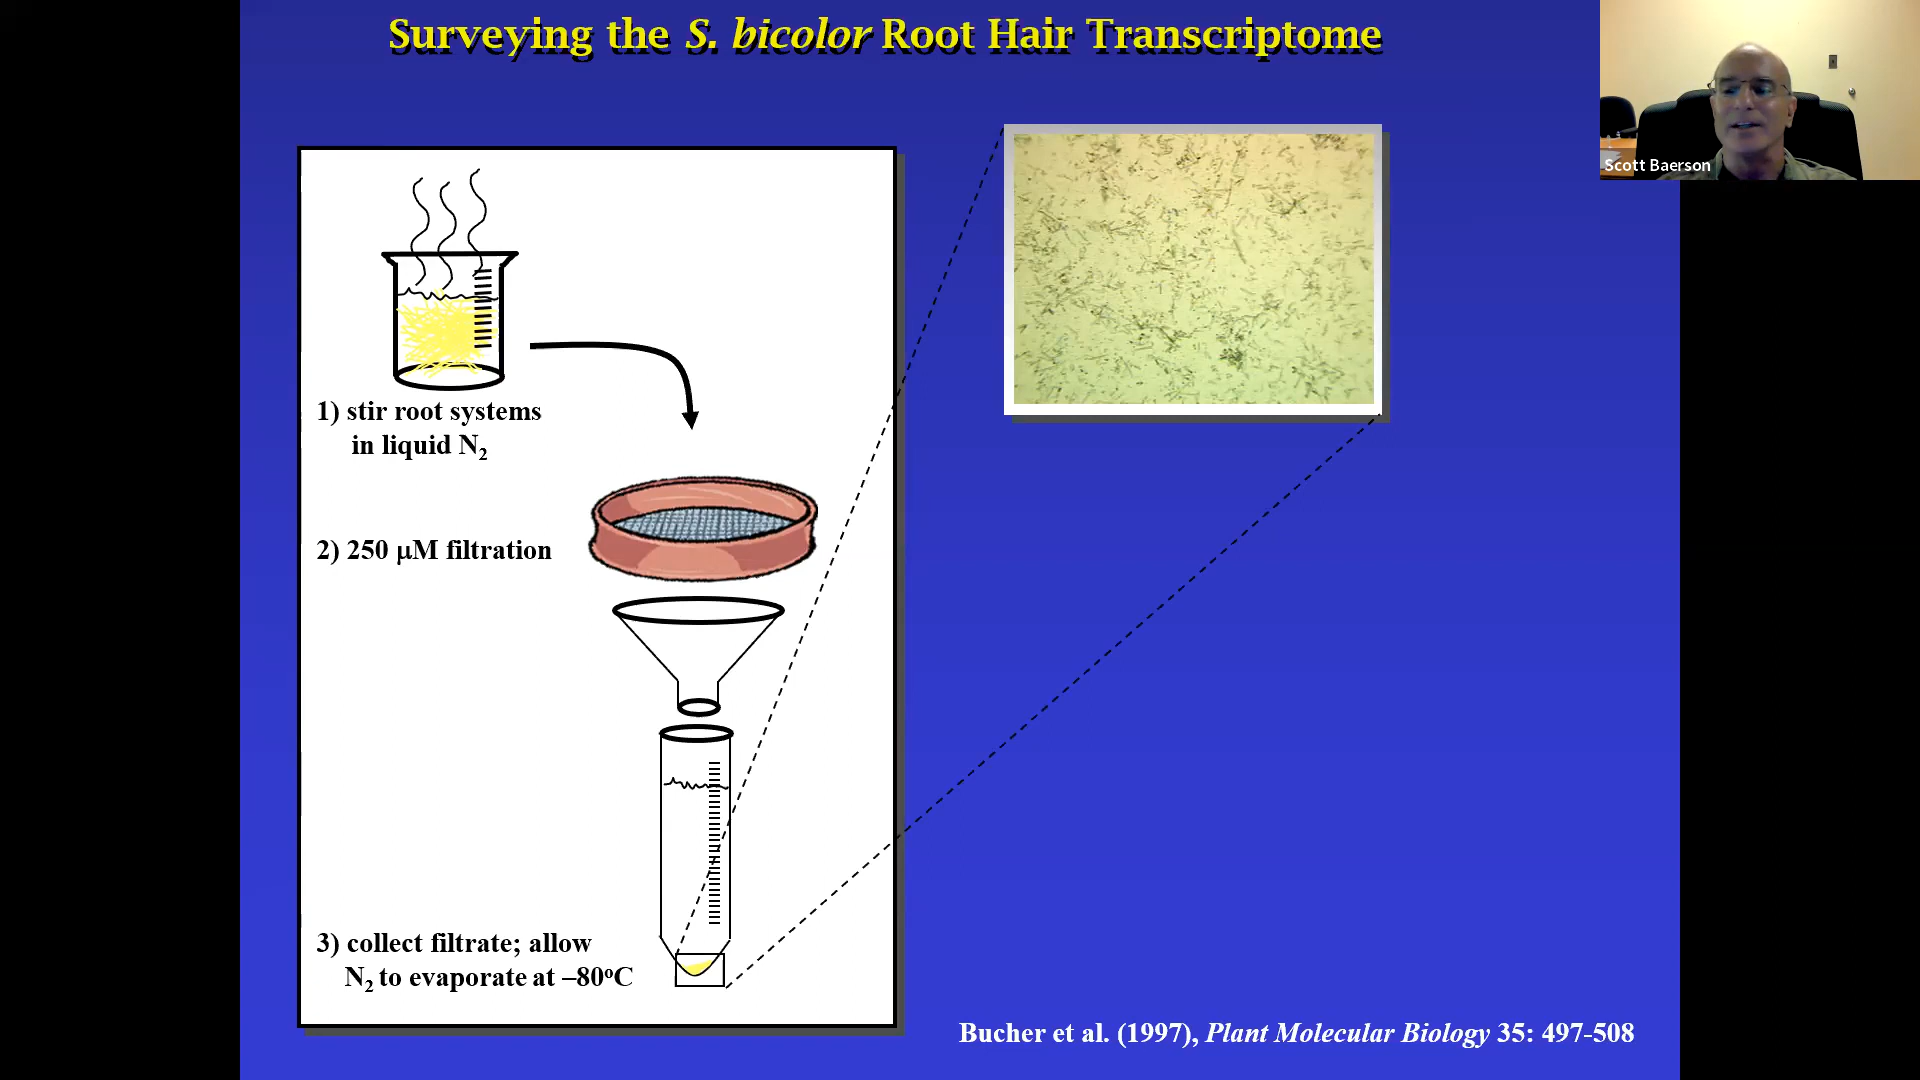 Surveying the S. bicolor Root Hair Transcriptome
Scott Baerson
1) stir root systems
in liquid N₂
2) 250 μM filtration
3) collect filtrate; allow
N₂ to evaporate at –80°C
Bucher et al. (1997), Plant Molecular Biology 35: 497-508